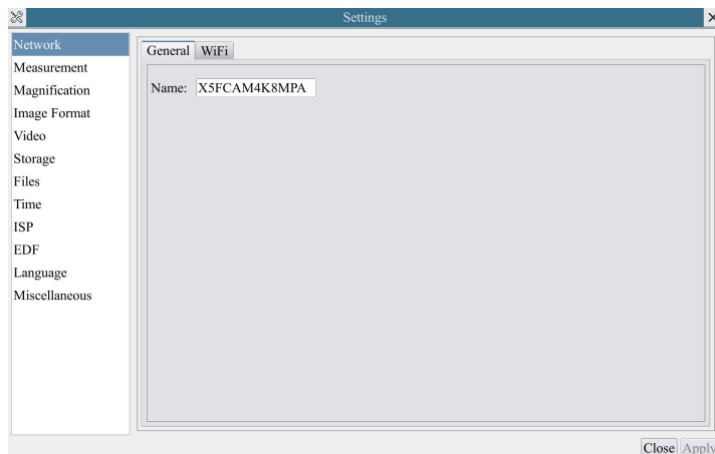 Settings
Network
Measurement
Magnification
Image Format
Video
Storage
Files
Time
ISP
EDF
Language
Miscellaneous
General WiFi
Name: X5FCAM4K8MPA
Close Apply